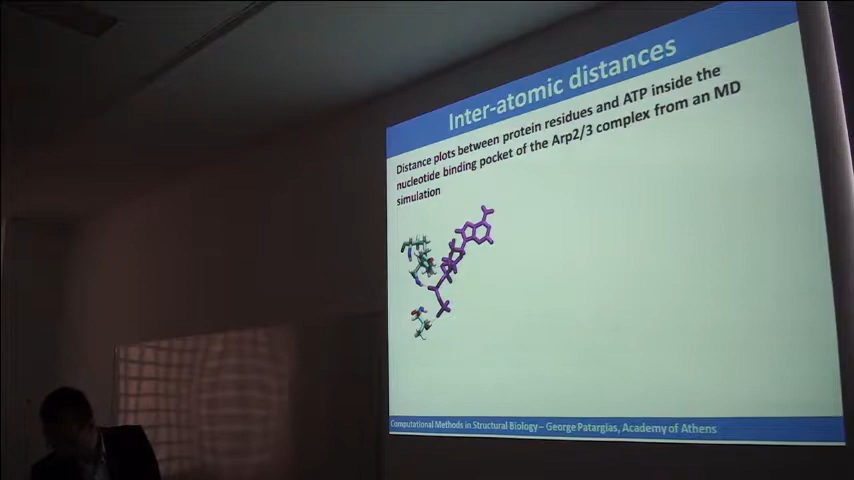 Inter-atomic distances
Distance plots between protein residues and ATP inside the
nucleotide binding pocket of the Arp2/3 complex from an MD
simulation
Computational Methods in Structural Biology – George Patargias, Academy of Athens